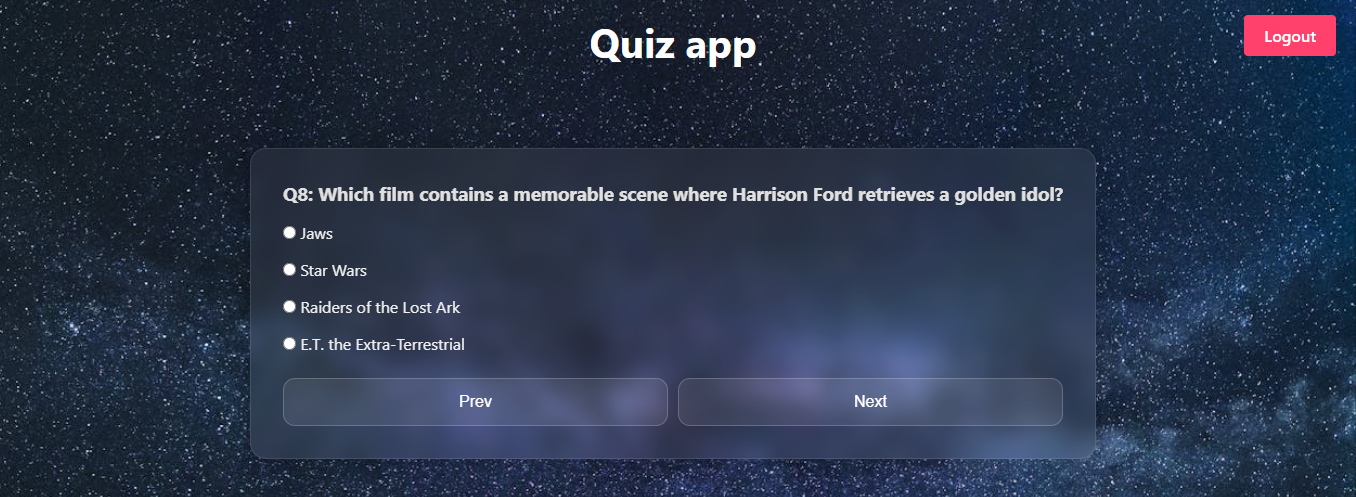 Quiz app
Logout
Q8: Which film contains a memorable scene where Harrison Ford retrieves a golden idol?
Jaws
Star Wars
Raiders of the Lost Ark
E.T. the Extra-Terrestrial
Prev
Next